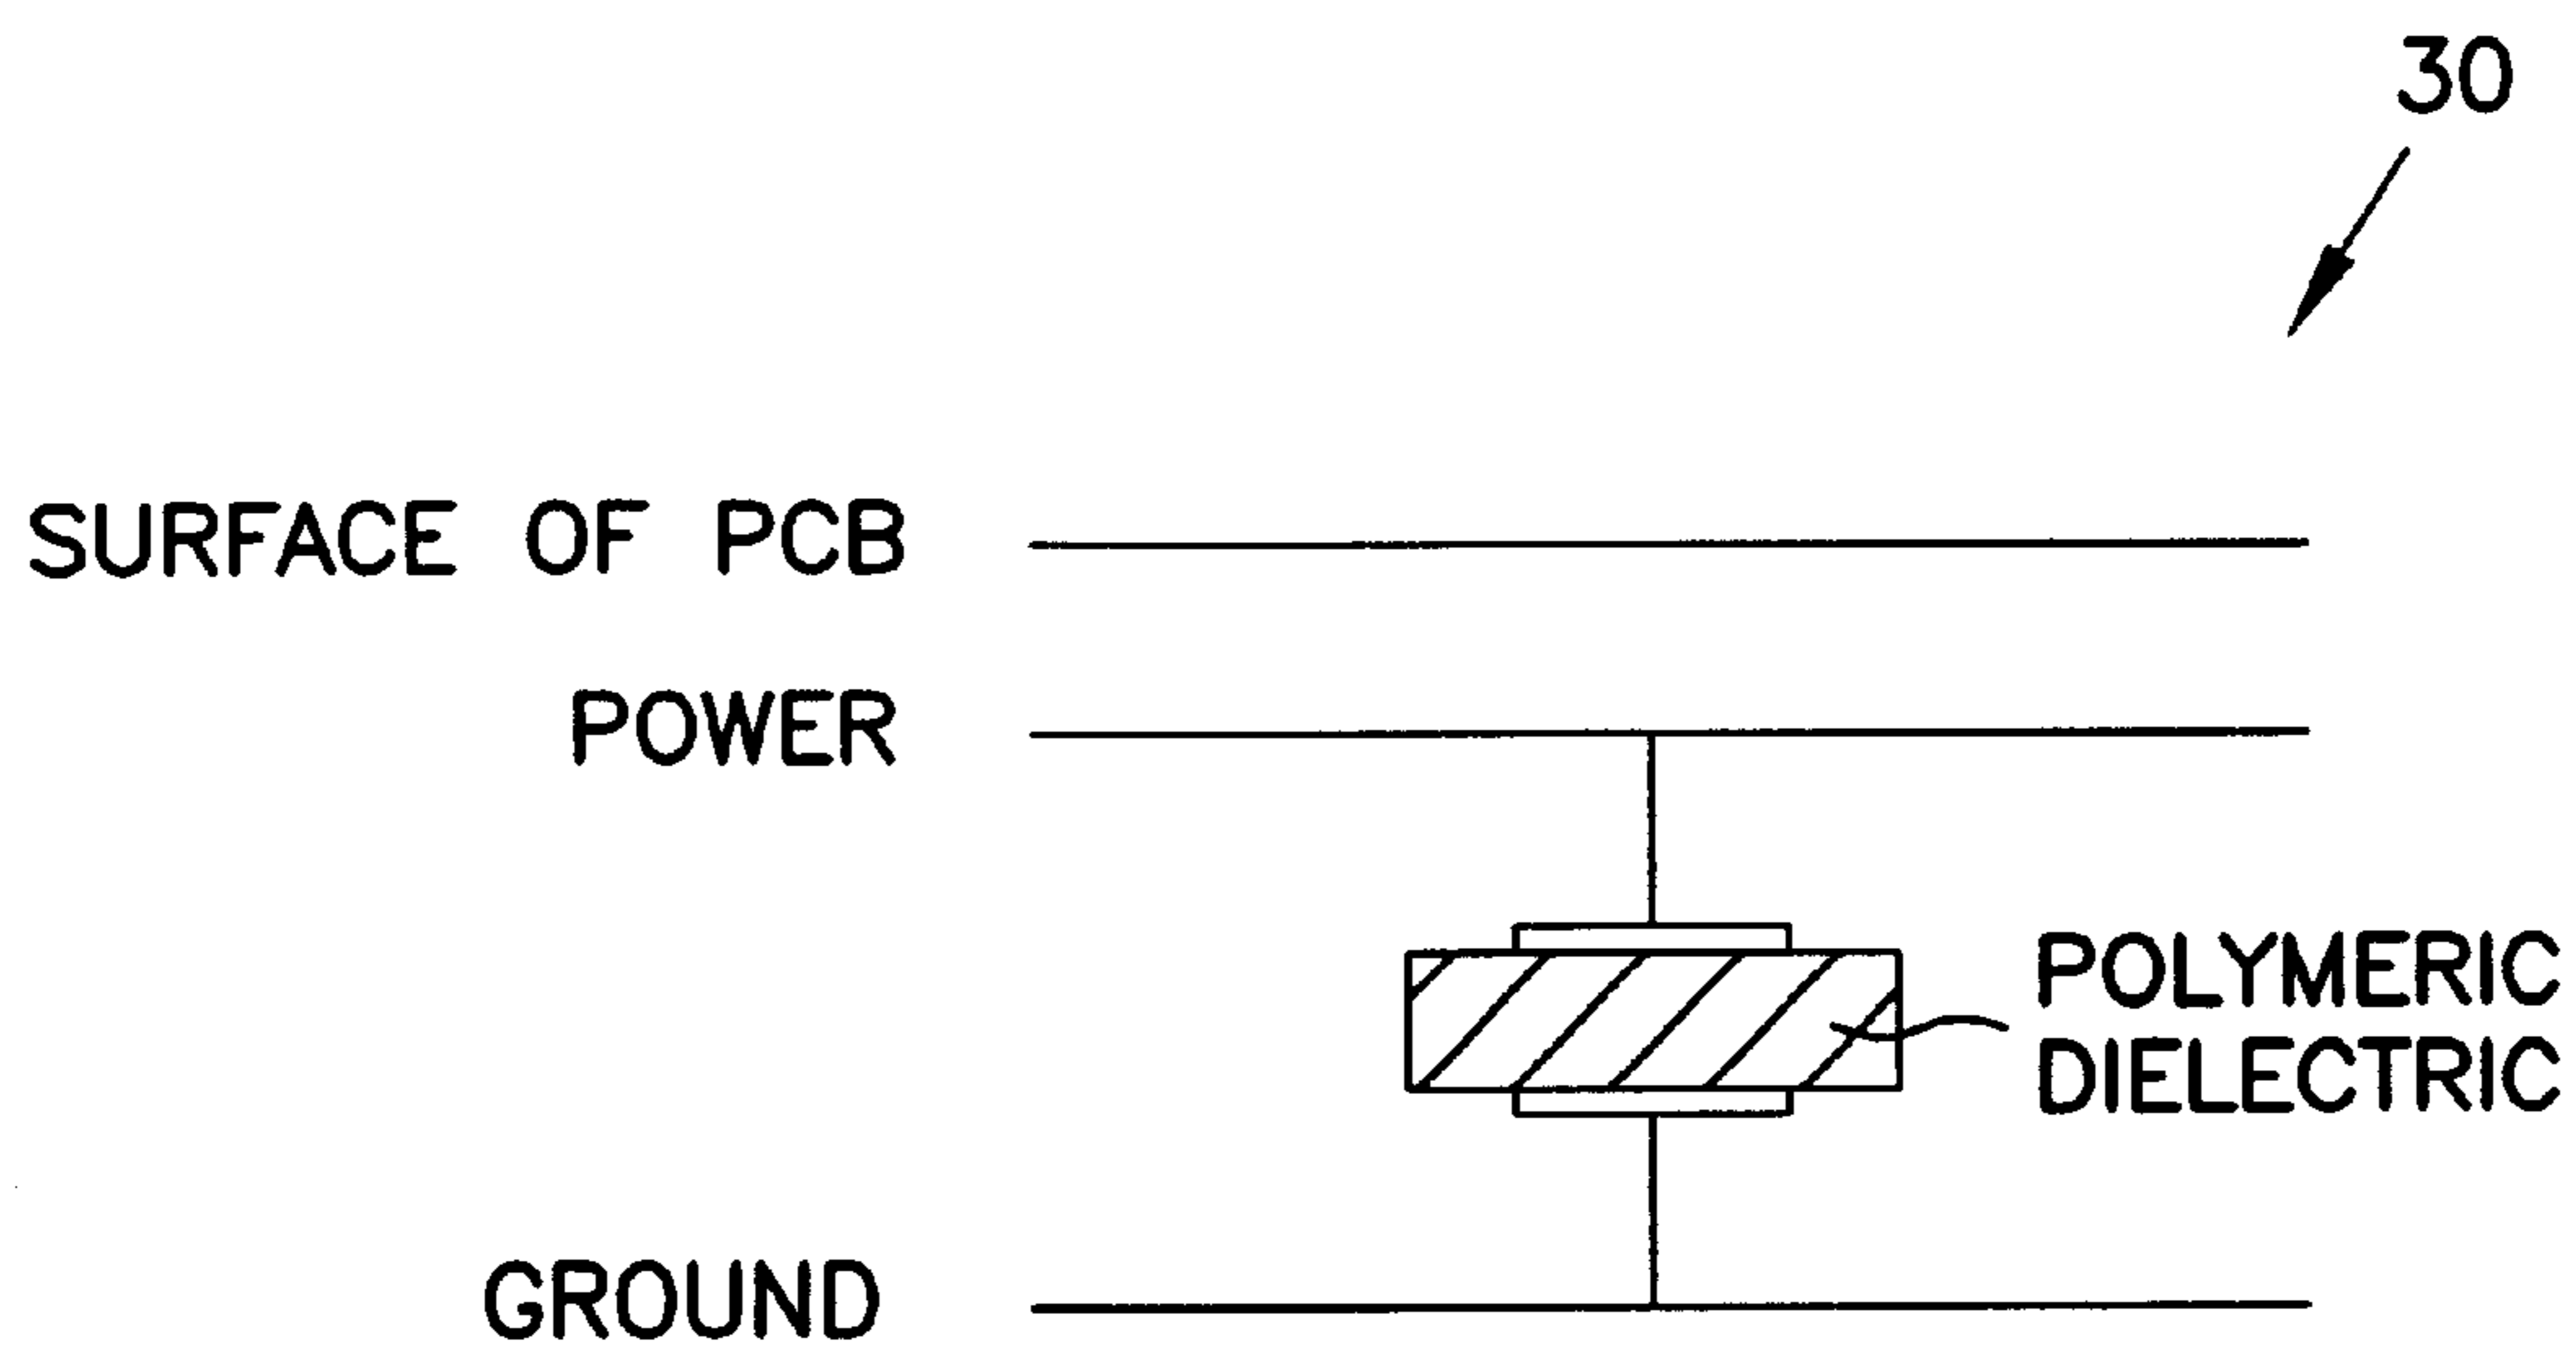 30
SURFACE OF PCB
POWER
POLYMERIC
DIELECTRIC
GROUND